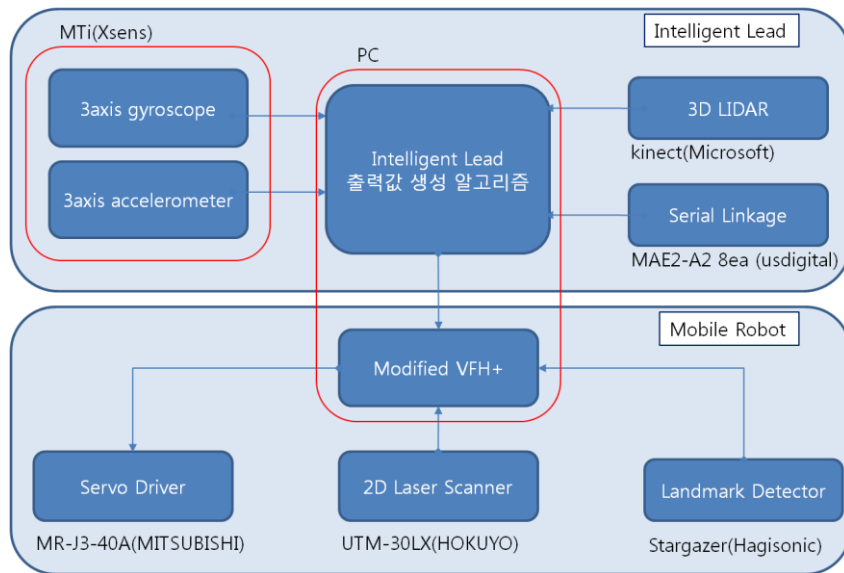 MTi(Xsens)
Intelligent Lead
PC
3axis gyroscope
3D LIDAR
kinect(Microsoft)
Intelligent Lead
출력값 생성 알고리즘
3axis accelerometer
Serial Linkage
MAE2-A2 8ea (usdigital)
Mobile Robot
Modified VFH+
Servo Driver
2D Laser Scanner
Landmark Detector
MR-J3-40A(MITSUBISHI)
UTM-30LX(HOKUYO)
Stargazer(Hagisonic)